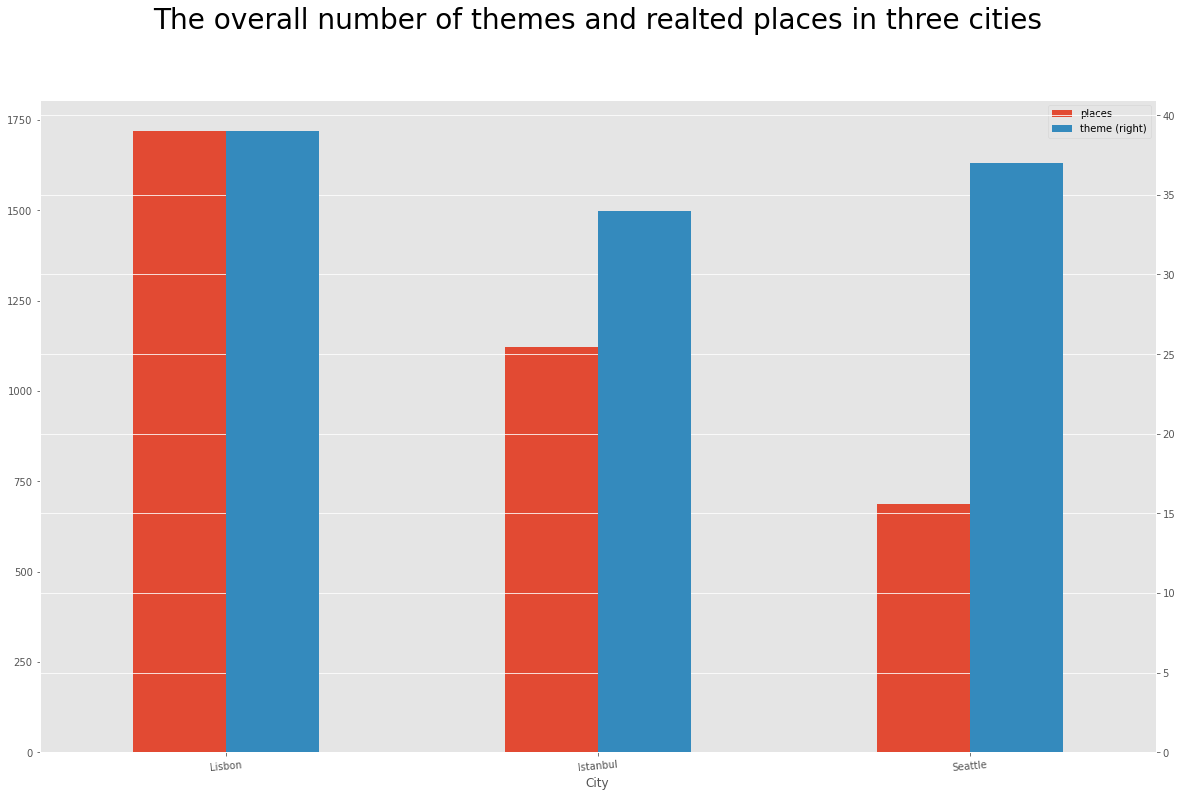 The overall number of themes and realted places in three cities
places
theme (right)
1750
1500
1250
1000
750
500
250
0
40
35
30
25
20
15
10
5
0
Lisbon
Istanbul
Seattle
City